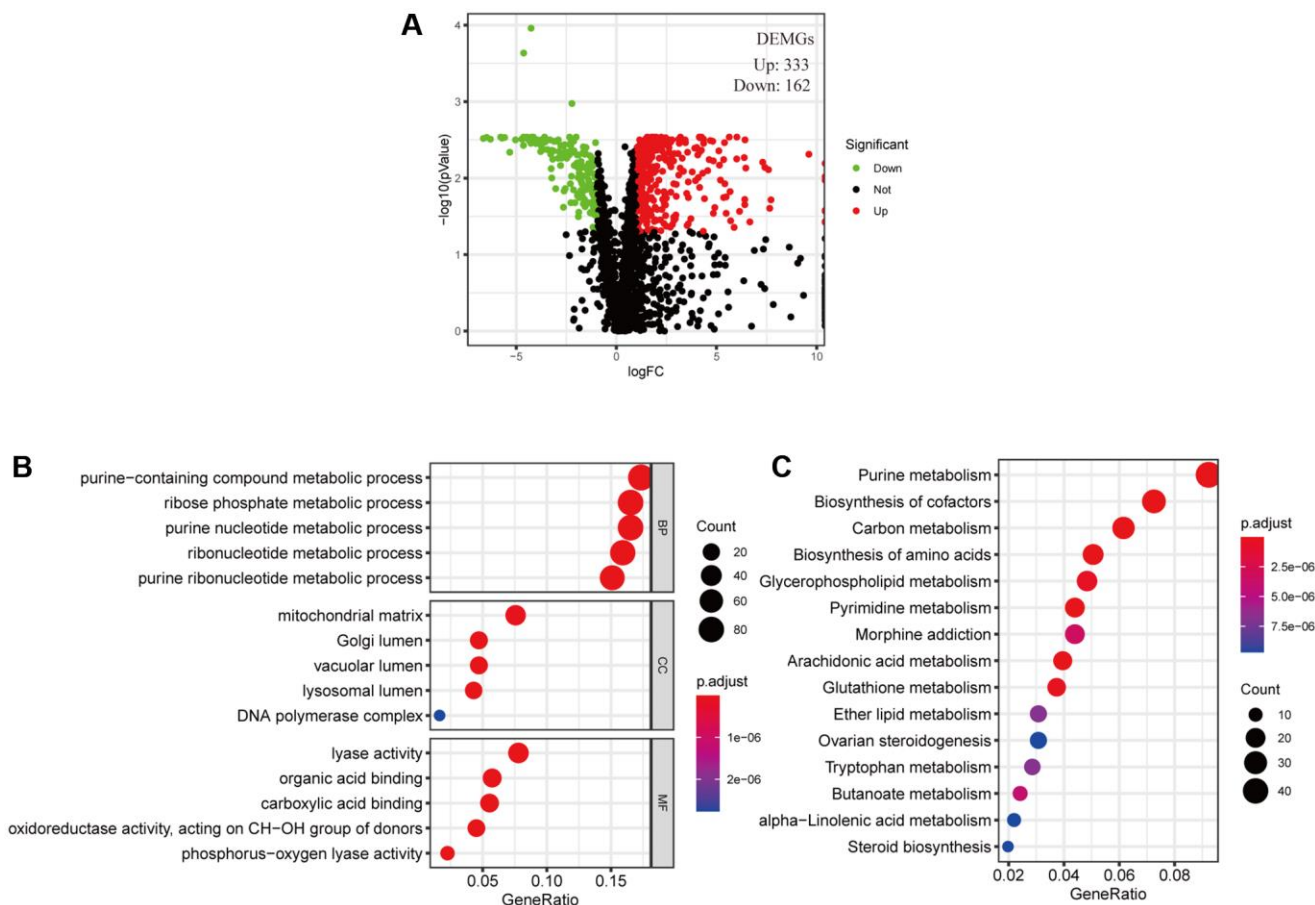 A
DEMGs
Up: 333
Down: 162
4
3
2
1
0
−log10(pValue)
−5
0
5
10
logFC
Significant
Down
Not
Up
B
purine−containing compound metabolic process
ribose phosphate metabolic process
purine nucleotide metabolic process
ribonucleotide metabolic process
purine ribonucleotide metabolic process
BP
mitochondrial matrix
Golgi lumen
vacuolar lumen
lysosomal lumen
DNA polymerase complex
CC
lyase activity
organic acid binding
carboxylic acid binding
oxidoreductase activity, acting on CH−OH group of donors
phosphorus−oxygen lyase activity
MF
0.05
0.10
0.15
GeneRatio
Count
20
40
60
80
p.adjust
1e−06
2e−06
C
Purine metabolism
Biosynthesis of cofactors
Carbon metabolism
Biosynthesis of amino acids
Glycerophospholipid metabolism
Pyrimidine metabolism
Morphine addiction
Arachidonic acid metabolism
Glutathione metabolism
Ether lipid metabolism
Ovarian steroidogenesis
Tryptophan metabolism
Butanoate metabolism
alpha−Linolenic acid metabolism
Steroid biosynthesis
0.02
0.04
0.06
0.08
GeneRatio
p.adjust
2.5e−06
5.0e−06
7.5e−06
Count
10
20
30
40